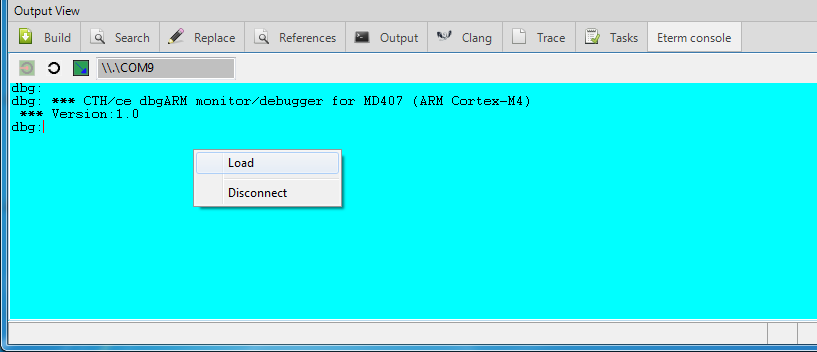 Output View
Build Search Replace References Output Clang Trace Tasks Eterm console
\\.\COM9
dbg:
dbg: *** CTH/ce dbgARM monitor/debugger for MD407 (ARM Cortex-M4)
*** Version:1.0
dbg:
Load
Disconnect